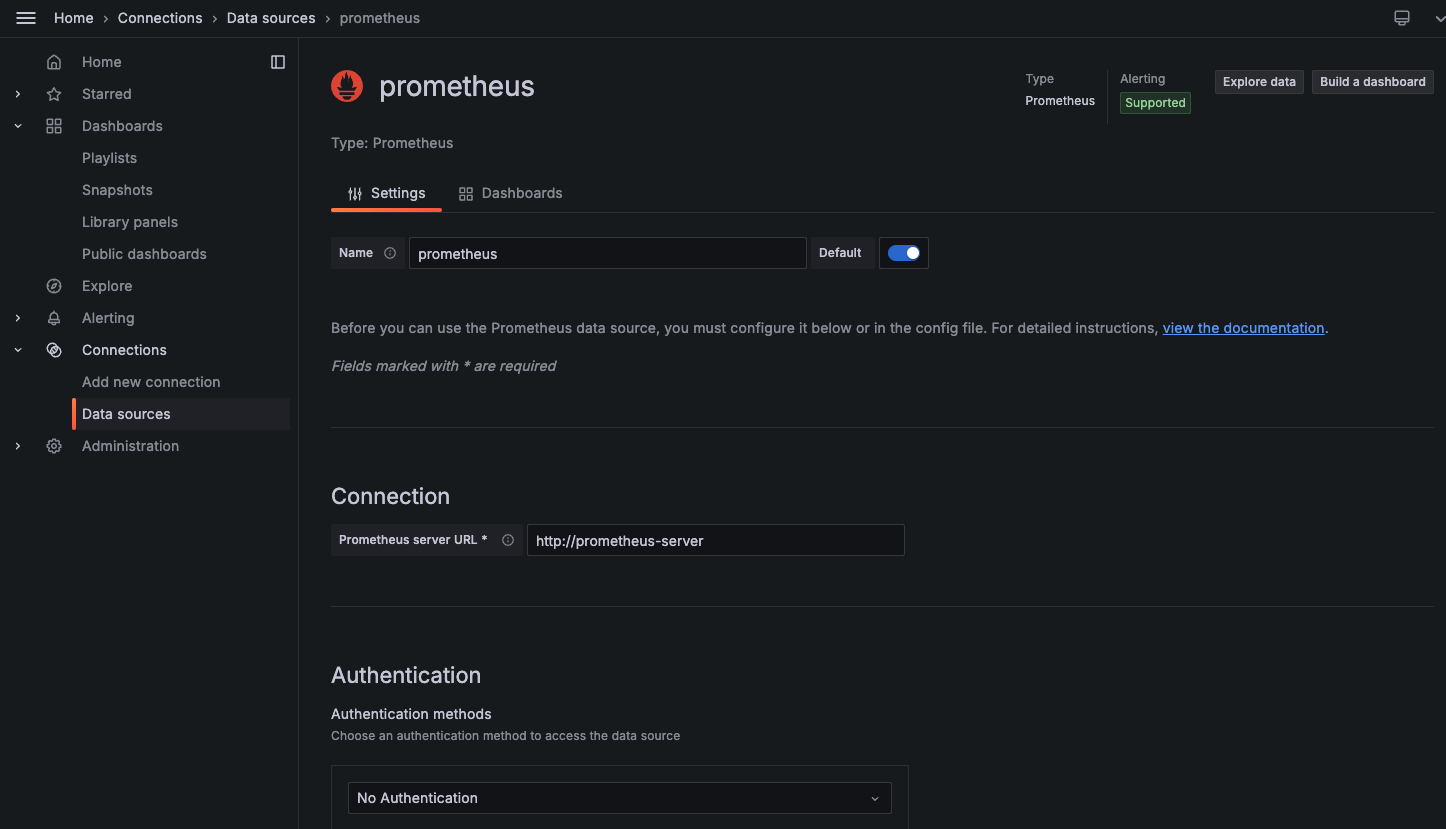 Home › Connections › Data sources › prometheus
Home
Starred
Dashboards
Playlists
Snapshots
Library panels
Public dashboards
Explore
Alerting
Connections
Add new connection
Data sources
Administration
prometheus
Type
Prometheus
Alerting
Supported
Explore data
Build a dashboard
Type: Prometheus
Settings
Dashboards
Name
prometheus
Default
Before you can use the Prometheus data source, you must configure it below or in the config file. For detailed instructions, view the documentation.
Fields marked with * are required
Connection
Prometheus server URL *
http://prometheus-server
Authentication
Authentication methods
Choose an authentication method to access the data source
No Authentication